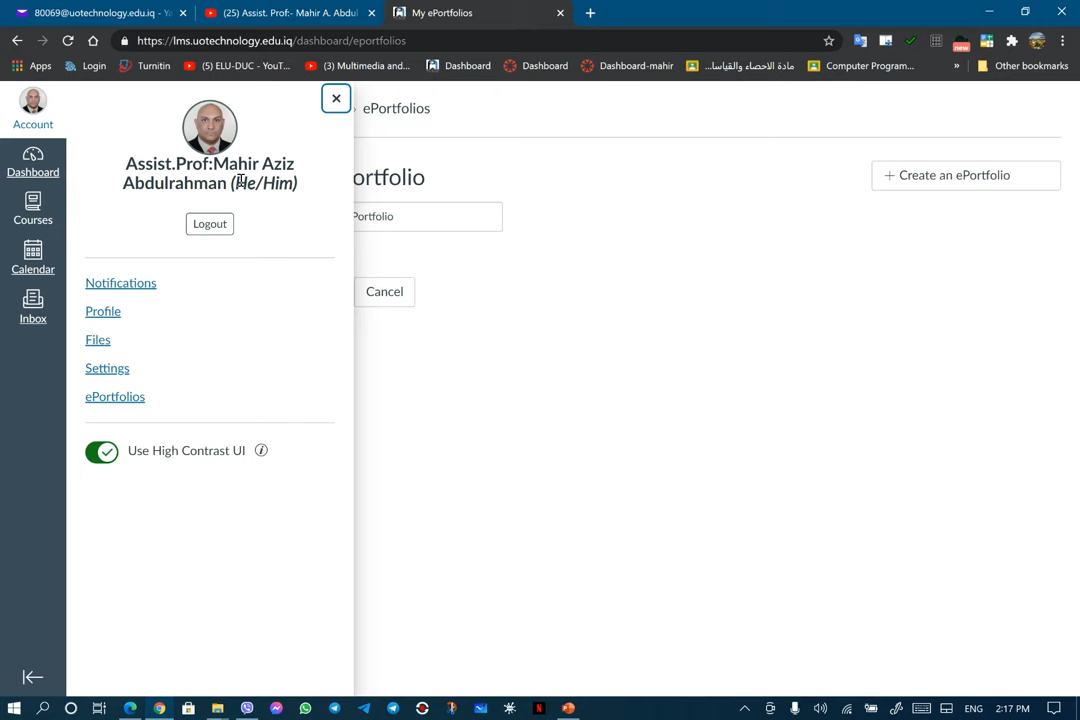 80069@uotechnology.edu.iq - Ya
(25) Assist. Prof:- Mahir A. Abdul
My ePortfolios
https://lms.uotechnology.edu.iq/dashboard/eportfolios
new
Apps
Login
Turnitin
(5) ELU-DUC - YouT...
(3) Multimedia and...
Dashboard
Dashboard
Dashboard-mahir
مادة الاحصاء والقياسا...
Computer Program...
»
Other bookmarks
Account
Dashboard
Courses
Calendar
Inbox
Assist.Prof:Mahir Aziz
Abdulrahman (He/Him)
Logout
Notifications
Profile
Files
Settings
ePortfolios
Use High Contrast UI
ePortfolios
ortfolio
Portfolio
Cancel
+ Create an ePortfolio
ENG
2:17 PM